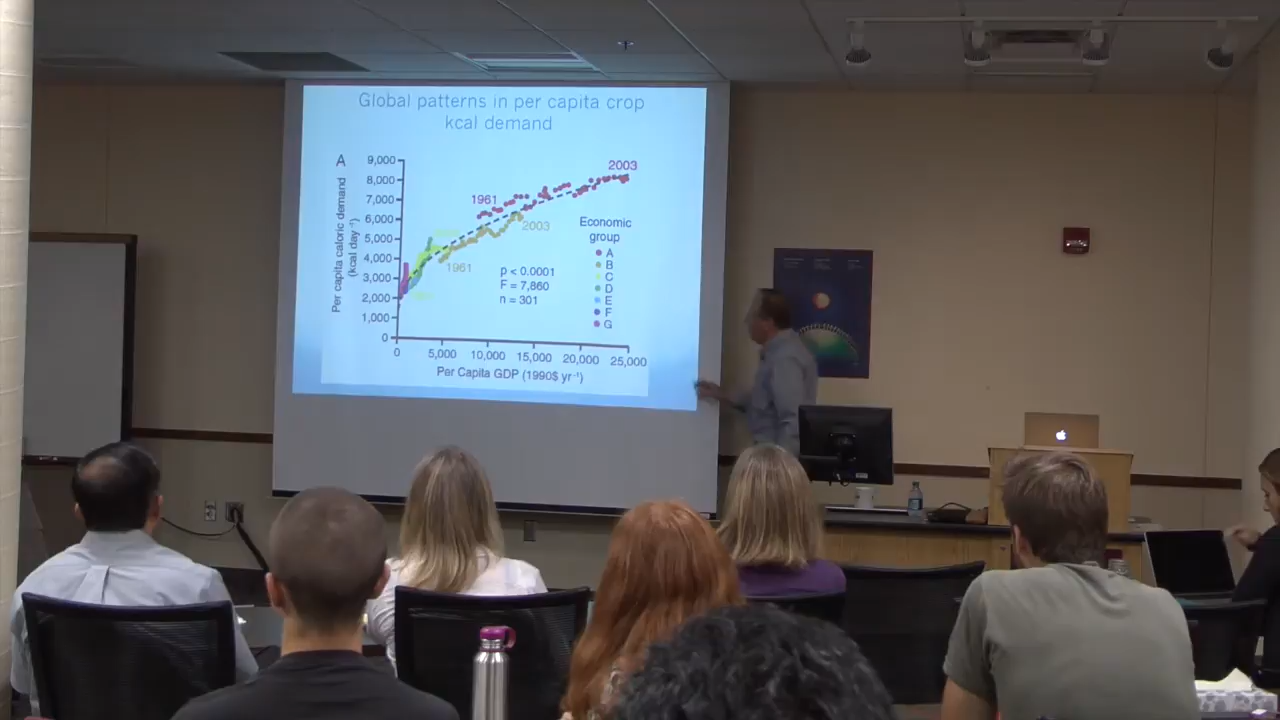 Global patterns in per capita crop
kcal demand
A
Per capita caloric demand
(kcal day⁻¹)
9,000
8,000
7,000
6,000
5,000
4,000
3,000
2,000
1,000
0
2003
1961
2003
1961
p < 0.0001
F = 7,860
n = 301
Economic
group
A
B
C
D
E
F
G
0
5,000
10,000
15,000
20,000
25,000
Per Capita GDP (1990$ yr⁻¹)